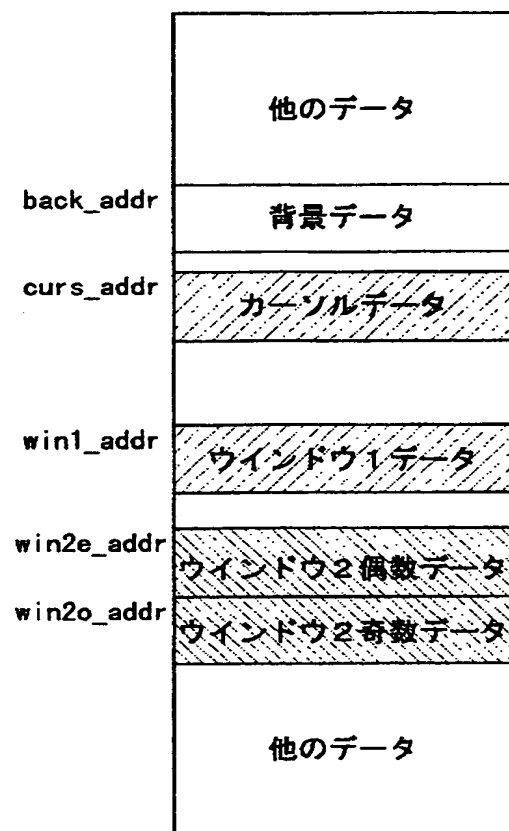 他のデータ
back_addr
背景データ
curs_addr
カーソルデータ
win1_addr
ウインドウ1データ
win2e_addr
ウインドウ2偶数データ
win2o_addr
ウインドウ2奇数データ
他のデータ